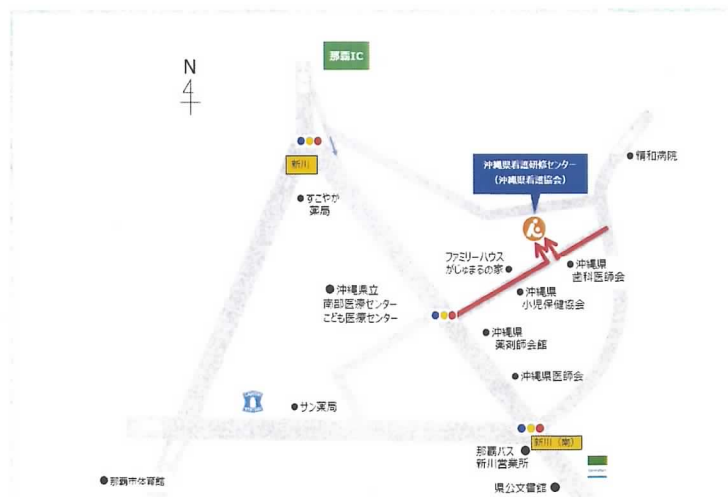 那覇IC
N
新川
すこやか
薬局
沖縄県看護研修センター
(沖縄県看護協会)
精和病院
ファミリーハウス
がじゅまるの家
沖縄県
歯科医師会
沖縄県立
南部医療センター
こども医療センター
沖縄県
小児保健協会
沖縄県
薬剤師会館
沖縄県医師会
サン薬局
新川(南)
那覇バス
新川営業所
那覇市体育館
県公文書館